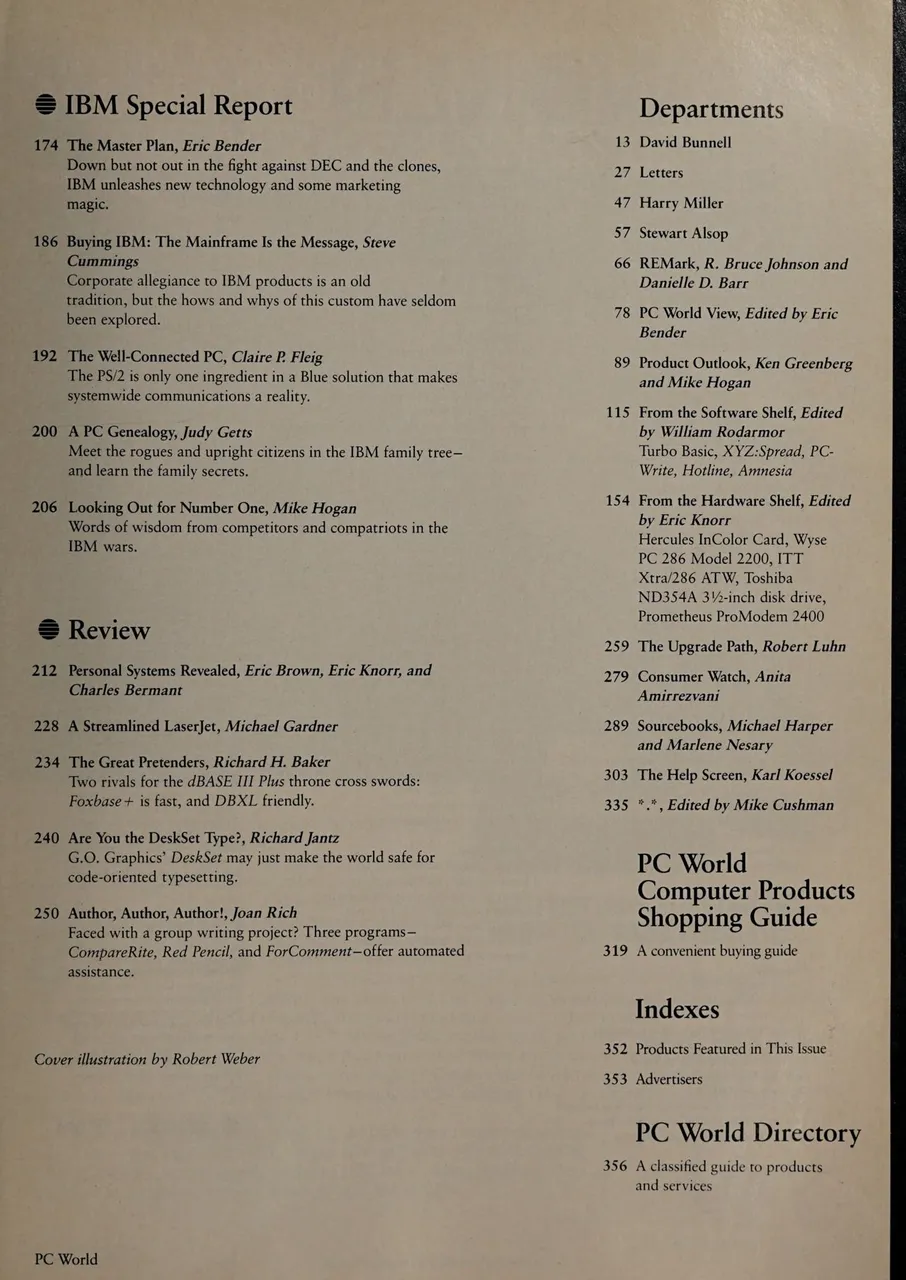 IBM Special Report
174 The Master Plan, Eric Bender
Down but not out in the fight against DEC and the clones,
IBM unleashes new technology and some marketing
magic.
186 Buying IBM: The Mainframe Is the Message, Steve
Cummings
Corporate allegiance to IBM products is an old
tradition, but the hows and whys of this custom have seldom
been explored.
192 The Well-Connected PC, Claire P. Fleig
The PS/2 is only one ingredient in a Blue solution that makes
systemwide communications a reality.
200 A PC Genealogy, Judy Getts
Meet the rogues and upright citizens in the IBM family tree—
and learn the family secrets.
206 Looking Out for Number One, Mike Hogan
Words of wisdom from competitors and compatriots in the
IBM wars.
Review
212 Personal Systems Revealed, Eric Brown, Eric Knorr, and
Charles Bermant
228 A Streamlined LaserJet, Michael Gardner
234 The Great Pretenders, Richard H. Baker
Two rivals for the dBASE III Plus throne cross swords:
Foxbase+ is fast, and DBXL friendly.
240 Are You the DeskSet Type?, Richard Jantz
G.O. Graphics' DeskSet may just make the world safe for
code-oriented typesetting.
250 Author, Author, Author!, Joan Rich
Faced with a group writing project? Three programs—
CompareRite, Red Pencil, and ForComment—offer automated
assistance.
Cover illustration by Robert Weber
Departments
13 David Bunnell
27 Letters
47 Harry Miller
57 Stewart Alsop
66 REMark, R. Bruce Johnson and
Danielle D. Barr
78 PC World View, Edited by Eric
Bender
89 Product Outlook, Ken Greenberg
and Mike Hogan
115 From the Software Shelf, Edited
by William Rodarmor
Turbo Basic, XYZ:Spread, PC-
Write, Hotline, Amnesia
154 From the Hardware Shelf, Edited
by Eric Knorr
Hercules InColor Card, Wyse
PC 286 Model 2200, ITT
Xtra/286 ATW, Toshiba
ND354A 3½-inch disk drive,
Prometheus ProModem 2400
259 The Upgrade Path, Robert Luhn
279 Consumer Watch, Anita
Amirrezvani
289 Sourcebooks, Michael Harper
and Marlene Nesary
303 The Help Screen, Karl Koessel
335 *.*, Edited by Mike Cushman
PC World
Computer Products
Shopping Guide
319 A convenient buying guide
Indexes
352 Products Featured in This Issue
353 Advertisers
PC World Directory
356 A classified guide to products
and services
PC World